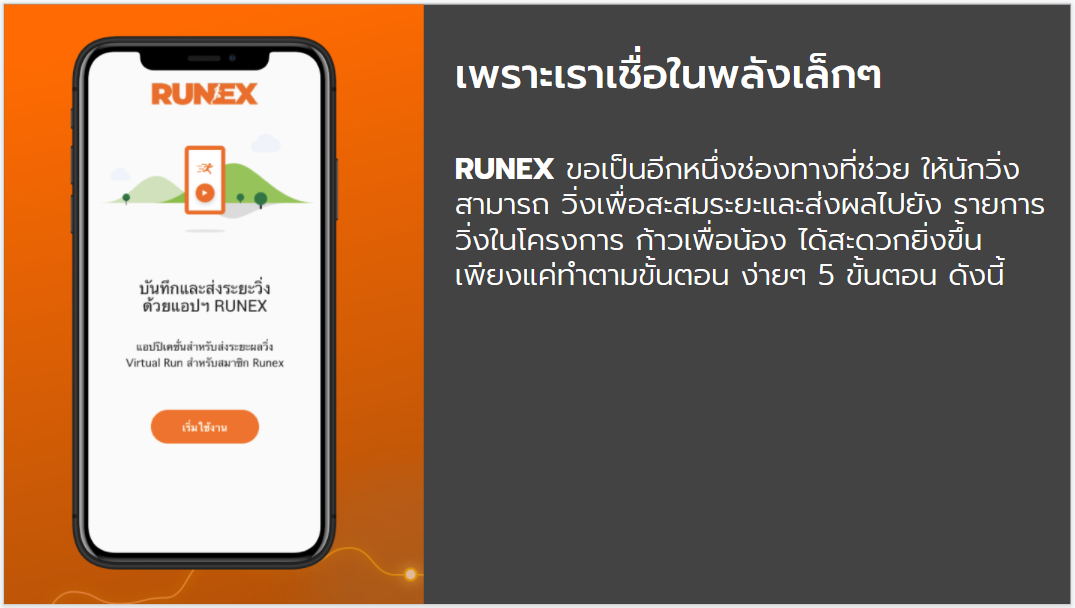 RUNEX
บันทึกและส่งระยะวิ่ง
ด้วยแอปฯ RUNEX
แอปปิเคชั่นสำหรับส่งระยะผลวิ่ง
Virtual Run สำหรับสมาชิก Runex
เริ่มใช้งาน
เพราะเราเชื่อในพลังเล็กๆ
RUNEX ขอเป็นอีกหนึ่งช่องทางที่ช่วย ให้นักวิ่ง
สามารถ วิ่งเพื่อสะสมระยะและส่งผลไปยัง รายการ
วิ่งในโครงการ ก้าวเพื่อน้อง ได้สะดวกยิ่งขึ้น
เพียงแค่ทำตามขั้นตอน ง่ายๆ 5 ขั้นตอน ดังนี้